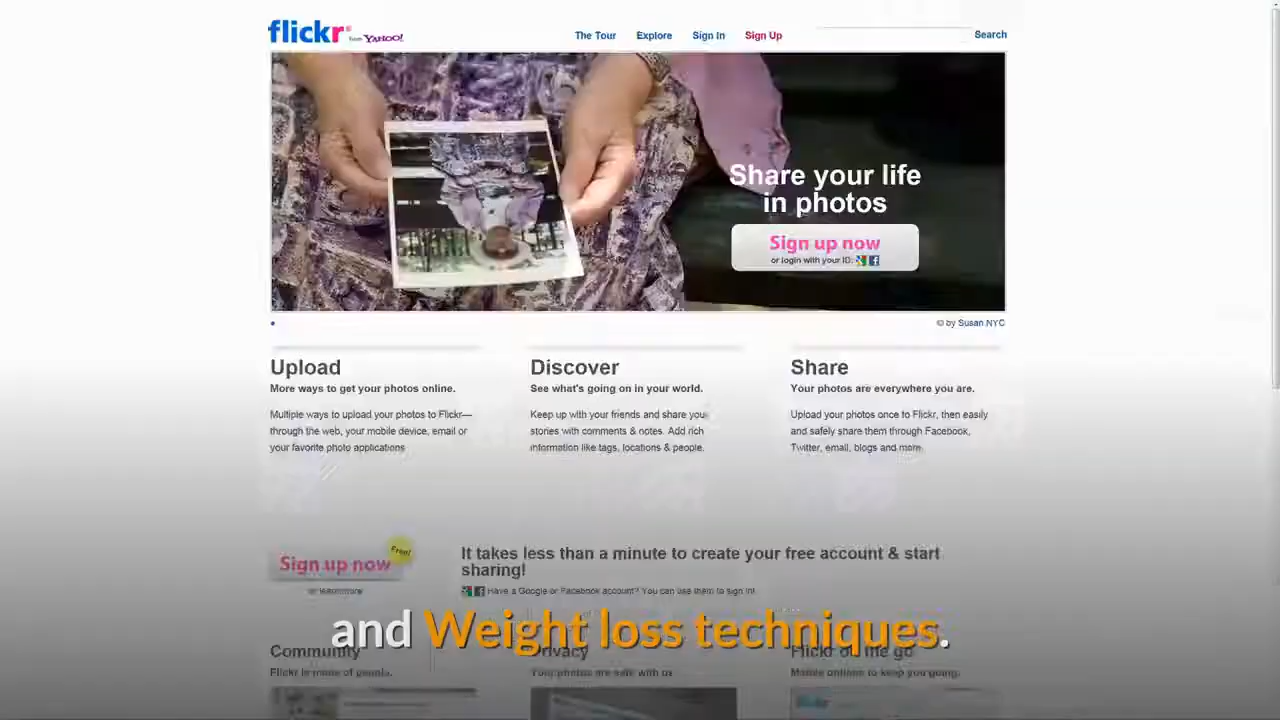 flickr from YAHOO!
The Tour Explore Sign In Sign Up Search
Share your life
in photos
Sign up now
or login with your ID:
© by Susan NYC
Upload
More ways to get your photos online.
Multiple ways to upload your photos to Flickr—
through the web, your mobile device, email or
your favorite photo applications
Discover
See what's going on in your world.
Keep up with your friends and share your
stories with comments & notes. Add rich
information like tags, locations & people.
Share
Your photos are everywhere you are.
Upload your photos once to Flickr, then easily
and safely share them through Facebook,
Twitter, email, blogs and more.
Sign up now
Free!
or learn more
It takes less than a minute to create your free account & start
sharing!
Have a Google or Facebook account? You can use them to sign in!
and Weight loss techniques.
Community
Flickr is made of people.
Privacy
Your photos are safe with us
Flickr on the go
Mobile options to keep you going.
flickr